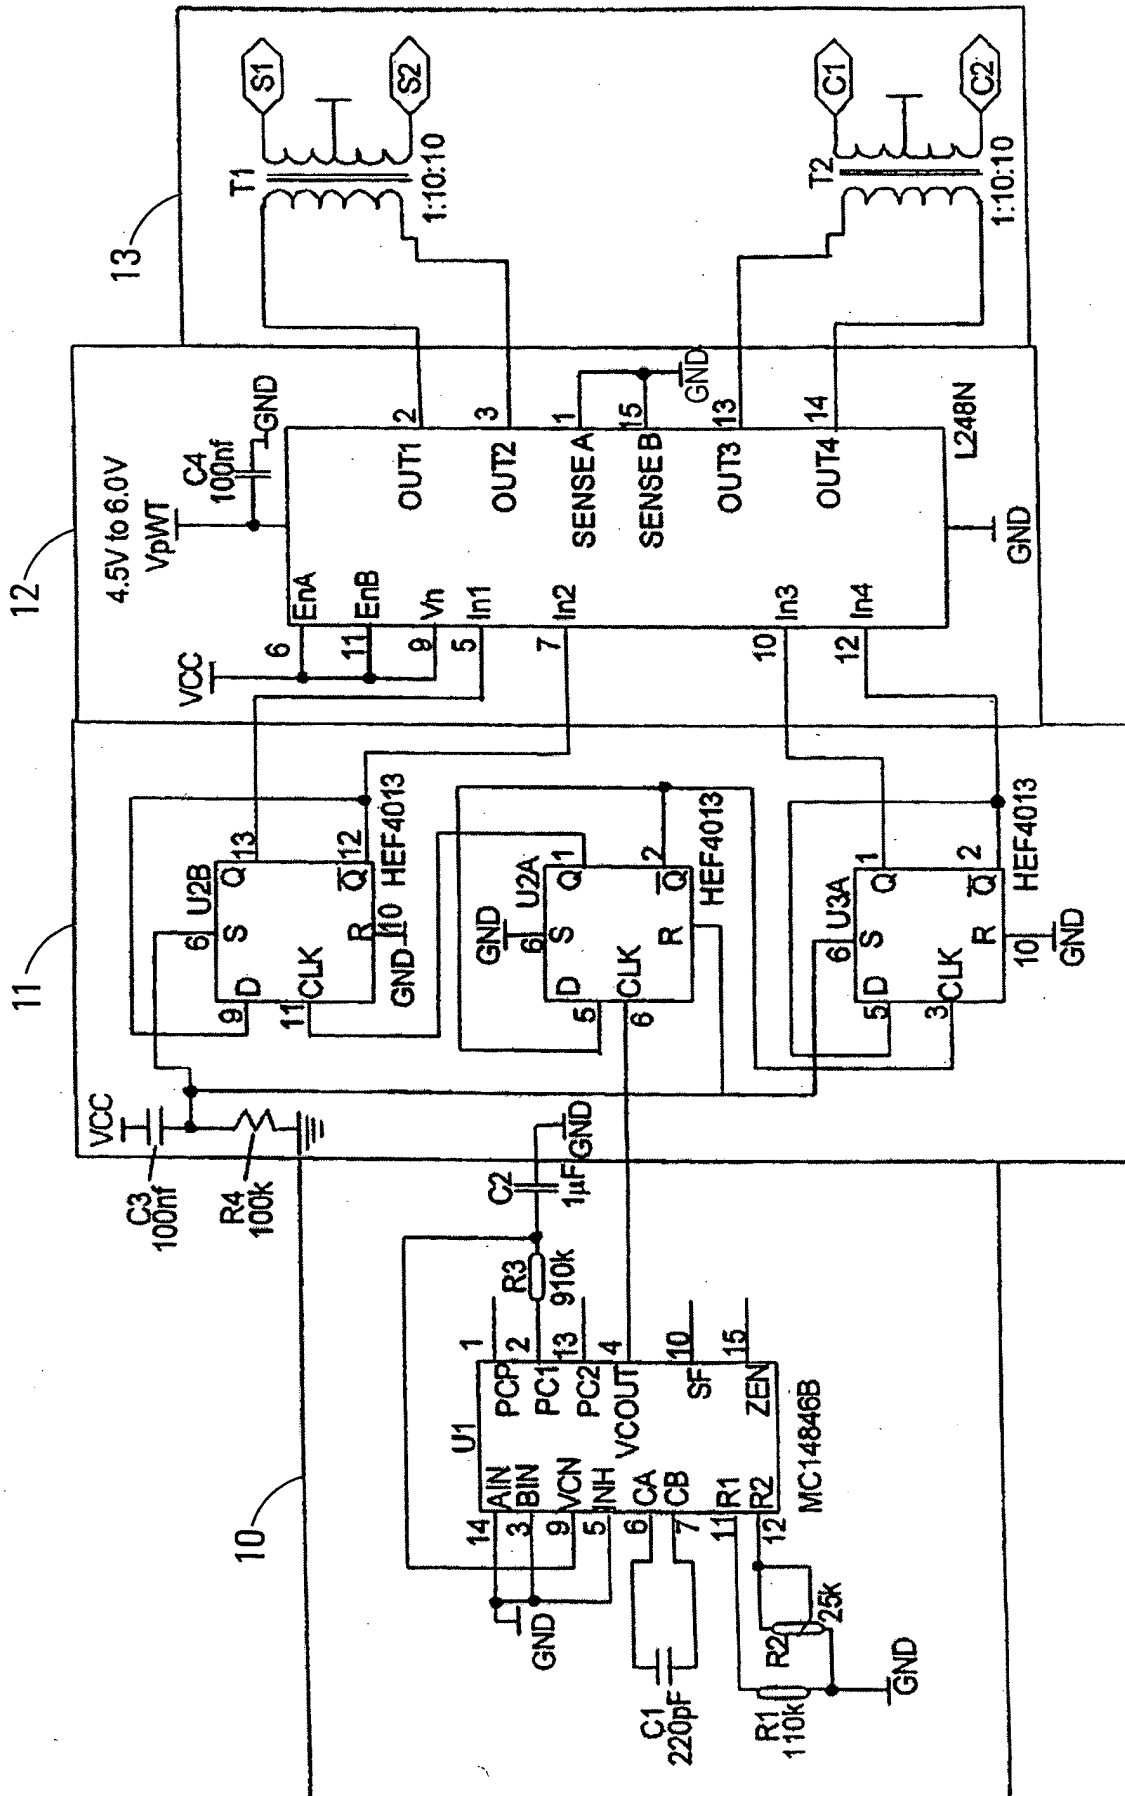 10
11
12
13
U1
AIN
BIN
VCN
INH
CA
CB
R1
R2
14
3
9
5
6
7
11
12
PCP
PC1
PC2
VCOUT
SF
ZEN
1
2
13
4
10
15
MC14846B
GND
C1
220pF
R1
110k
R2
25k
GND
R3
910k
C2
1µF
GND
VCC
C3
100nf
R4
100k
U2B
6
S
D
9
CLK
11
Q
13
Q
12
R
10
GND
HEF4013
U2A
GND
6
S
D
5
CLK
6
Q
1
Q
2
R
HEF4013
U3A
6
S
D
5
CLK
3
Q
1
Q
2
R
10
GND
HEF4013
4.5V to 6.0V
VpWT
C4
100nf
GND
VCC
6
EnA
11
EnB
9
Vn
5
In1
7
In2
10
In3
12
In4
OUT1
2
OUT2
3
SENSE A
1
SENSE B
15
GND
OUT3
13
OUT4
14
L248N
GND
T1
1:10:10
S1
S2
T2
1:10:10
C1
C2